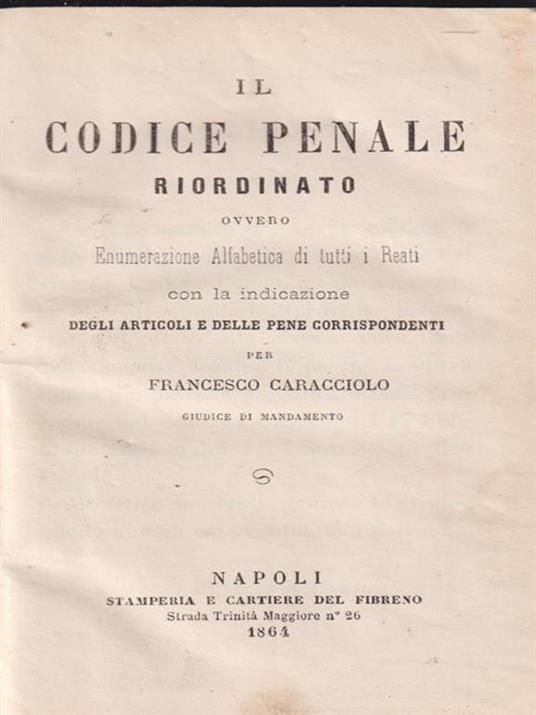 IL
CODICE PENALE
RIORDINATO
OVVERO
Enumerazione Alfabetica di tutti i Reati
con la indicazione
DEGLI ARTICOLI E DELLE PENE CORRISPONDENTI
PER
FRANCESCO CARACCIOLO
GIUDICE DI MANDAMENTO
NAPOLI
STAMPERIA E CARTIERE DEL FIBRENO
Strada Trinità Maggiore nº 26
1864